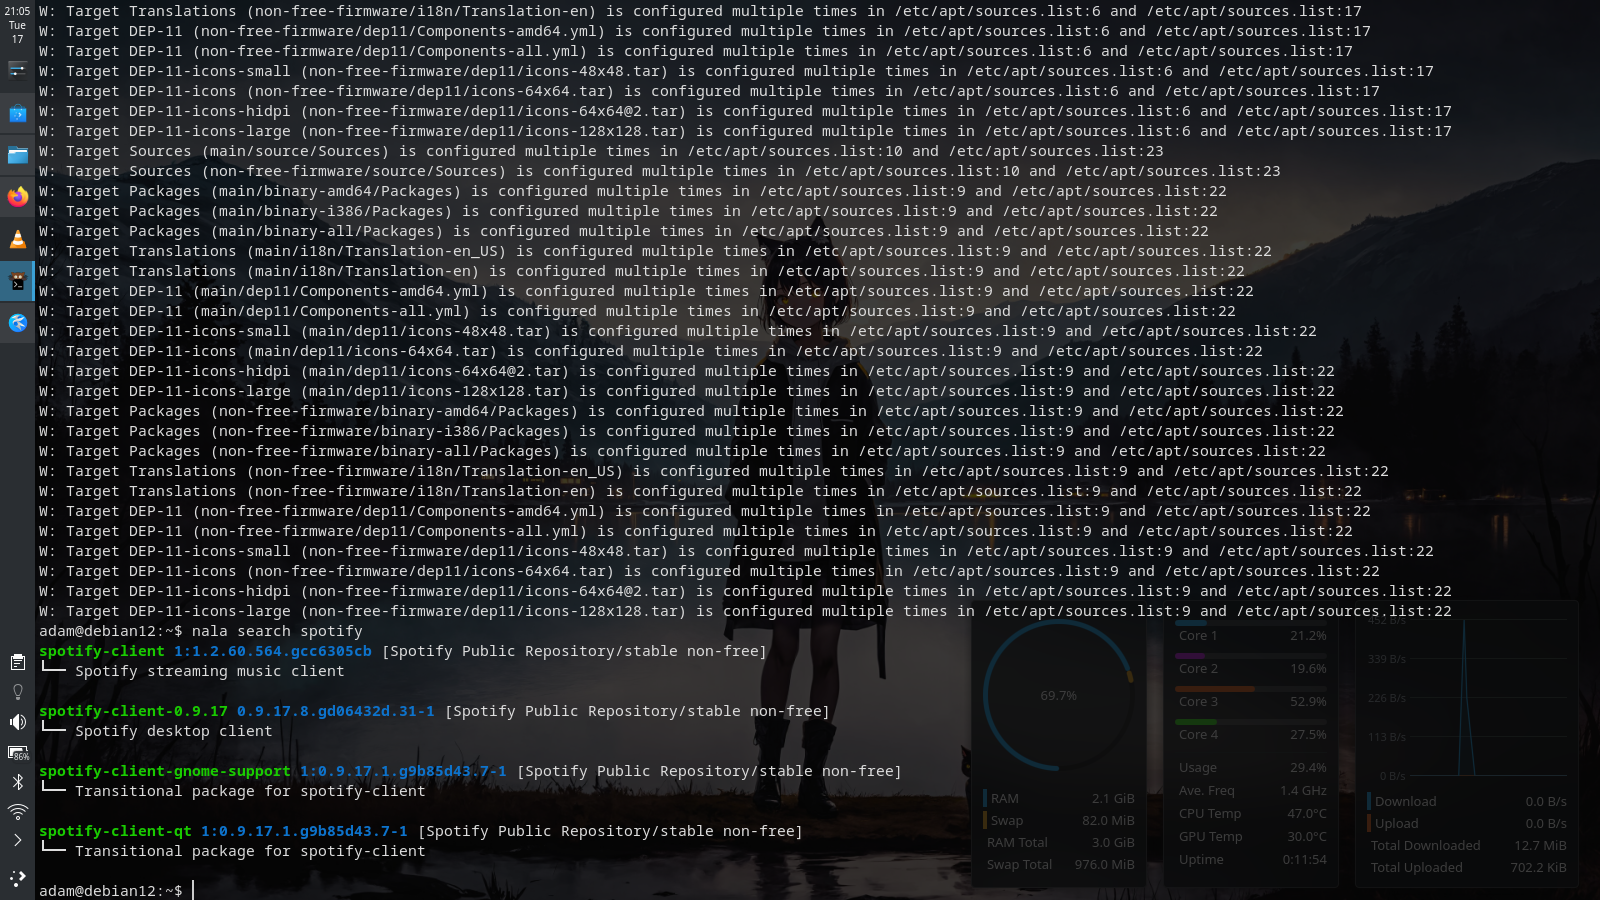 21:05
Tue
17
W: Target Translations (non-free-firmware/i18n/Translation-en) is configured multiple times in /etc/apt/sources.list:6 and /etc/apt/sources.list:17
W: Target DEP-11 (non-free-firmware/dep11/Components-amd64.yml) is configured multiple times in /etc/apt/sources.list:6 and /etc/apt/sources.list:17
W: Target DEP-11 (non-free-firmware/dep11/Components-all.yml) is configured multiple times in /etc/apt/sources.list:6 and /etc/apt/sources.list:17
W: Target DEP-11-icons-small (non-free-firmware/dep11/icons-48x48.tar) is configured multiple times in /etc/apt/sources.list:6 and /etc/apt/sources.list:17
W: Target DEP-11-icons (non-free-firmware/dep11/icons-64x64.tar) is configured multiple times in /etc/apt/sources.list:6 and /etc/apt/sources.list:17
W: Target DEP-11-icons-hidpi (non-free-firmware/dep11/icons-64x64@2.tar) is configured multiple times in /etc/apt/sources.list:6 and /etc/apt/sources.list:17
W: Target DEP-11-icons-large (non-free-firmware/dep11/icons-128x128.tar) is configured multiple times in /etc/apt/sources.list:6 and /etc/apt/sources.list:17
W: Target Sources (main/source/Sources) is configured multiple times in /etc/apt/sources.list:10 and /etc/apt/sources.list:23
W: Target Sources (non-free-firmware/source/Sources) is configured multiple times in /etc/apt/sources.list:10 and /etc/apt/sources.list:23
W: Target Packages (main/binary-amd64/Packages) is configured multiple times in /etc/apt/sources.list:9 and /etc/apt/sources.list:22
W: Target Packages (main/binary-i386/Packages) is configured multiple times in /etc/apt/sources.list:9 and /etc/apt/sources.list:22
W: Target Packages (main/binary-all/Packages) is configured multiple times in /etc/apt/sources.list:9 and /etc/apt/sources.list:22
W: Target Translations (main/i18n/Translation-en_US) is configured multiple times in /etc/apt/sources.list:9 and /etc/apt/sources.list:22
W: Target Translations (main/i18n/Translation-en) is configured multiple times in /etc/apt/sources.list:9 and /etc/apt/sources.list:22
W: Target DEP-11 (main/dep11/Components-amd64.yml) is configured multiple times in /etc/apt/sources.list:9 and /etc/apt/sources.list:22
W: Target DEP-11 (main/dep11/Components-all.yml) is configured multiple times in /etc/apt/sources.list:9 and /etc/apt/sources.list:22
W: Target DEP-11-icons-small (main/dep11/icons-48x48.tar) is configured multiple times in /etc/apt/sources.list:9 and /etc/apt/sources.list:22
W: Target DEP-11-icons (main/dep11/icons-64x64.tar) is configured multiple times in /etc/apt/sources.list:9 and /etc/apt/sources.list:22
W: Target DEP-11-icons-hidpi (main/dep11/icons-64x64@2.tar) is configured multiple times in /etc/apt/sources.list:9 and /etc/apt/sources.list:22
W: Target DEP-11-icons-large (main/dep11/icons-128x128.tar) is configured multiple times in /etc/apt/sources.list:9 and /etc/apt/sources.list:22
W: Target Packages (non-free-firmware/binary-amd64/Packages) is configured multiple times in /etc/apt/sources.list:9 and /etc/apt/sources.list:22
W: Target Packages (non-free-firmware/binary-i386/Packages) is configured multiple times in /etc/apt/sources.list:9 and /etc/apt/sources.list:22
W: Target Packages (non-free-firmware/binary-all/Packages) is configured multiple times in /etc/apt/sources.list:9 and /etc/apt/sources.list:22
W: Target Translations (non-free-firmware/i18n/Translation-en_US) is configured multiple times in /etc/apt/sources.list:9 and /etc/apt/sources.list:22
W: Target Translations (non-free-firmware/i18n/Translation-en) is configured multiple times in /etc/apt/sources.list:9 and /etc/apt/sources.list:22
W: Target DEP-11 (non-free-firmware/dep11/Components-amd64.yml) is configured multiple times in /etc/apt/sources.list:9 and /etc/apt/sources.list:22
W: Target DEP-11 (non-free-firmware/dep11/Components-all.yml) is configured multiple times in /etc/apt/sources.list:9 and /etc/apt/sources.list:22
W: Target DEP-11-icons-small (non-free-firmware/dep11/icons-48x48.tar) is configured multiple times in /etc/apt/sources.list:9 and /etc/apt/sources.list:22
W: Target DEP-11-icons (non-free-firmware/dep11/icons-64x64.tar) is configured multiple times in /etc/apt/sources.list:9 and /etc/apt/sources.list:22
W: Target DEP-11-icons-hidpi (non-free-firmware/dep11/icons-64x64@2.tar) is configured multiple times in /etc/apt/sources.list:9 and /etc/apt/sources.list:22
W: Target DEP-11-icons-large (non-free-firmware/dep11/icons-128x128.tar) is configured multiple times in /etc/apt/sources.list:9 and /etc/apt/sources.list:22
adam@debian12:~$ nala search spotify
spotify-client 1:1.2.60.564.gcc6305cb [Spotify Public Repository/stable non-free]
└── Spotify streaming music client
spotify-client-0.9.17 0.9.17.8.gd06432d.31-1 [Spotify Public Repository/stable non-free]
└── Spotify desktop client
spotify-client-gnome-support 1:0.9.17.1.g9b85d43.7-1 [Spotify Public Repository/stable non-free]
└── Transitional package for spotify-client
spotify-client-qt 1:0.9.17.1.g9b85d43.7-1 [Spotify Public Repository/stable non-free]
└── Transitional package for spotify-client
adam@debian12:~$
86%
69.7%
RAM 2.1 GiB
Swap 82.0 MiB
RAM Total 3.0 GiB
Swap Total 976.0 MiB
Core 1 21.2%
Core 2 19.6%
Core 3 52.9%
Core 4 27.5%
Usage 29.4%
Ave. Freq 1.4 GHz
CPU Temp 47.0°C
GPU Temp 30.0°C
Uptime 0:11:54
452 B/s
339 B/s
226 B/s
113 B/s
0 B/s
Download 0.0 B/s
Upload 0.0 B/s
Total Downloaded 12.7 MiB
Total Uploaded 702.2 KiB